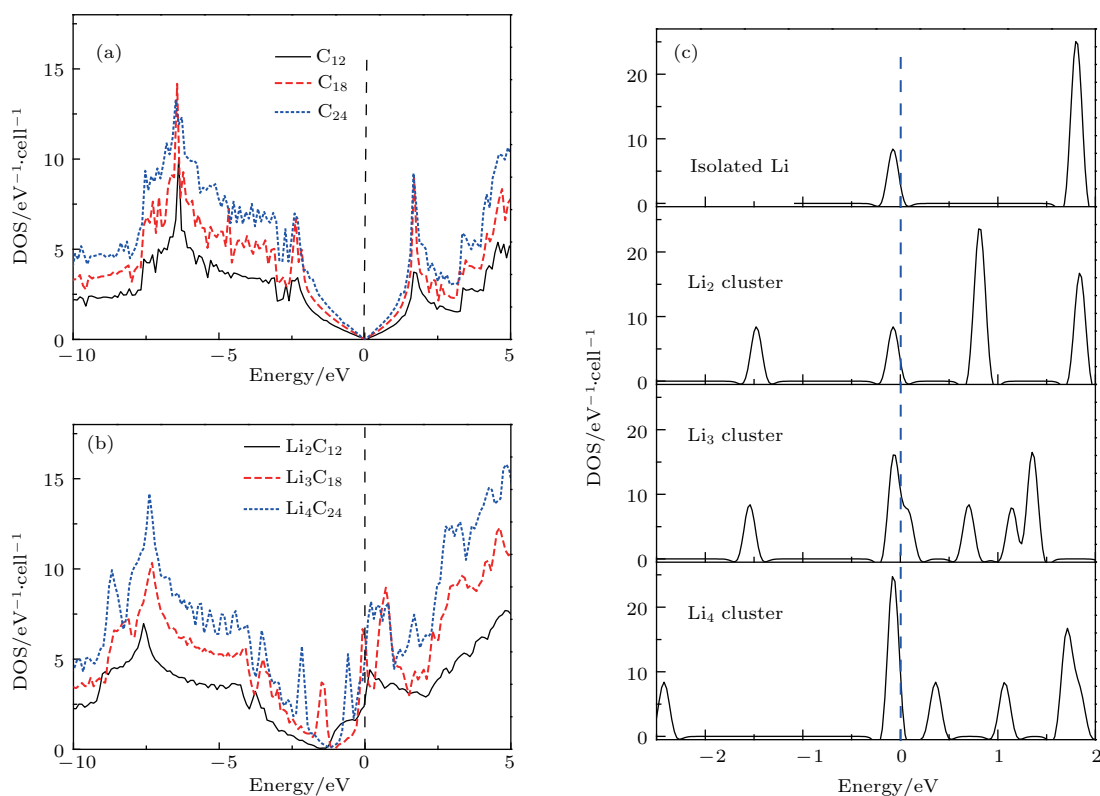 (a)
C₁₂
C₁₈
C₂₄
DOS/eV⁻¹·cell⁻¹
15
10
5
0
−10
−5
0
5
Energy/eV
(b)
Li₂C₁₂
Li₃C₁₈
Li₄C₂₄
DOS/eV⁻¹·cell⁻¹
15
10
5
0
−10
−5
0
5
Energy/eV
(c)
20
10
0
Isolated Li
20
10
0
Li₂ cluster
20
10
0
Li₃ cluster
20
10
0
Li₄ cluster
DOS/eV⁻¹·cell⁻¹
−2
−1
0
1
2
Energy/eV